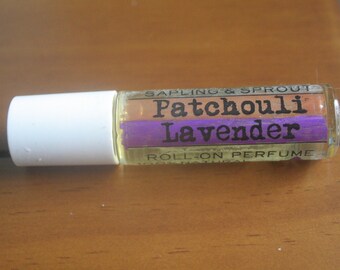 SAPLING & SPROUT
Patchouli
Lavender
ROLL ON PERFUME